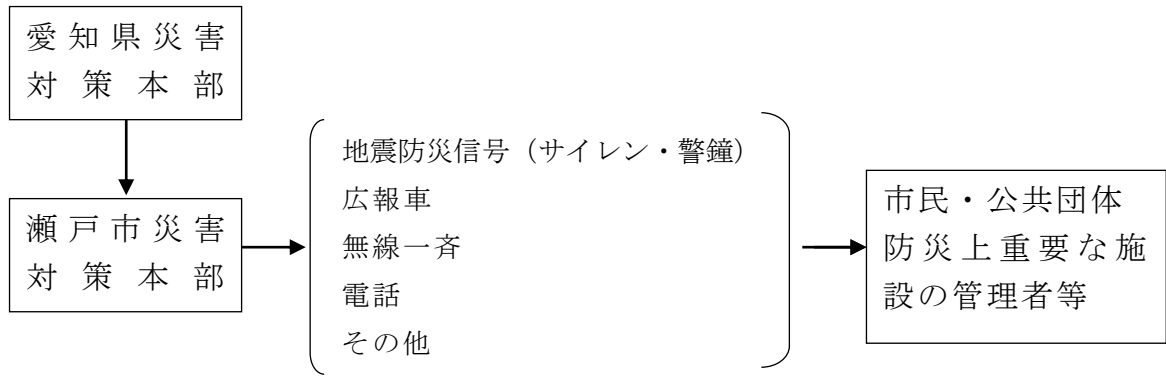 愛知県災害
対策本部
瀬戸市災害
対策本部
地震防災信号(サイレン・警鐘)
広報車
無線一斉
電話
その他
市民・公共団体
防災上重要な施
設の管理者等